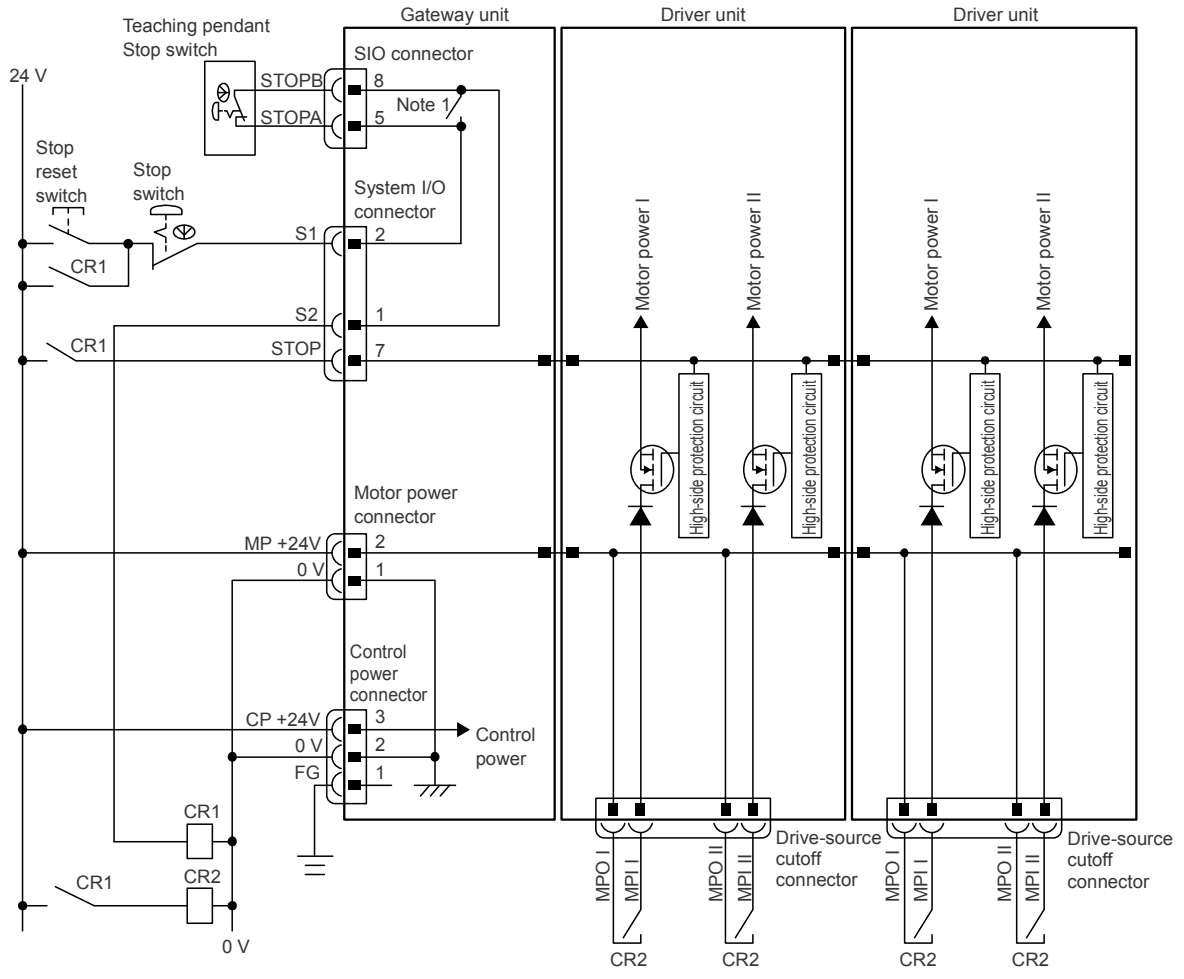 Gateway unit
Driver unit
Driver unit
Teaching pendant
Stop switch
SIO connector
24 V
STOPB
8
Note 1
STOPA
5
Stop
reset
switch
Stop
switch
System I/O
connector
S1
2
CR1
S2
1
CR1
STOP
7
Motor power I
Motor power II
Motor power I
Motor power II
High-side protection circuit
High-side protection circuit
High-side protection circuit
High-side protection circuit
Motor power
connector
MP +24V
2
0 V
1
Control
power
connector
CP +24V
3
Control
power
0 V
2
FG
1
CR1
CR2
CR1
0 V
Drive-source
cutoff
connector
Drive-source
cutoff
connector
MPO I
MPI I
MPO II
MPI II
MPO I
MPI I
MPO II
MPI II
CR2
CR2
CR2
CR2